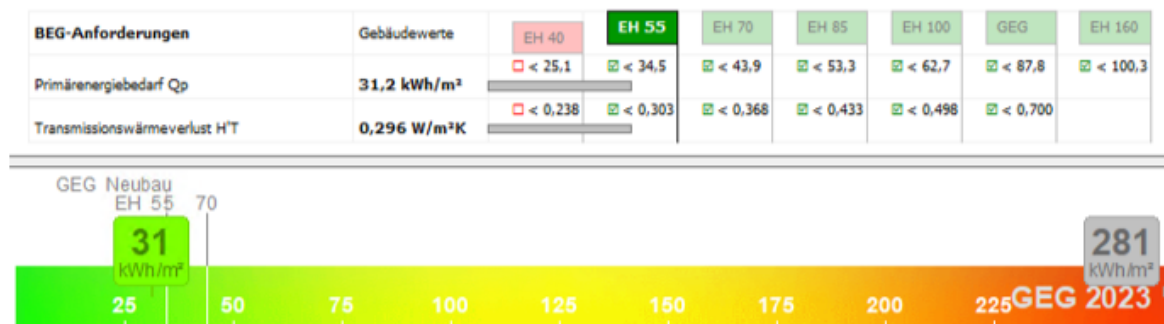 BEG-Anforderungen Gebäudewerte EH 40 EH 55 EH 70 EH 85 EH 100 GEG EH 160
< 25,1 < 34,5 < 43,9 < 53,3 < 62,7 < 87,8 < 100,3
Primärenergiebedarf Qp 31,2 kWh/m²
< 0,238 < 0,303 < 0,368 < 0,433 < 0,498 < 0,700
Transmissionswärmeverlust H'T 0,296 W/m²K
GEG Neubau
EH 55 70
31 281
kWh/m² kWh/m²
25 50 75 100 125 150 175 200 225 GEG 2023